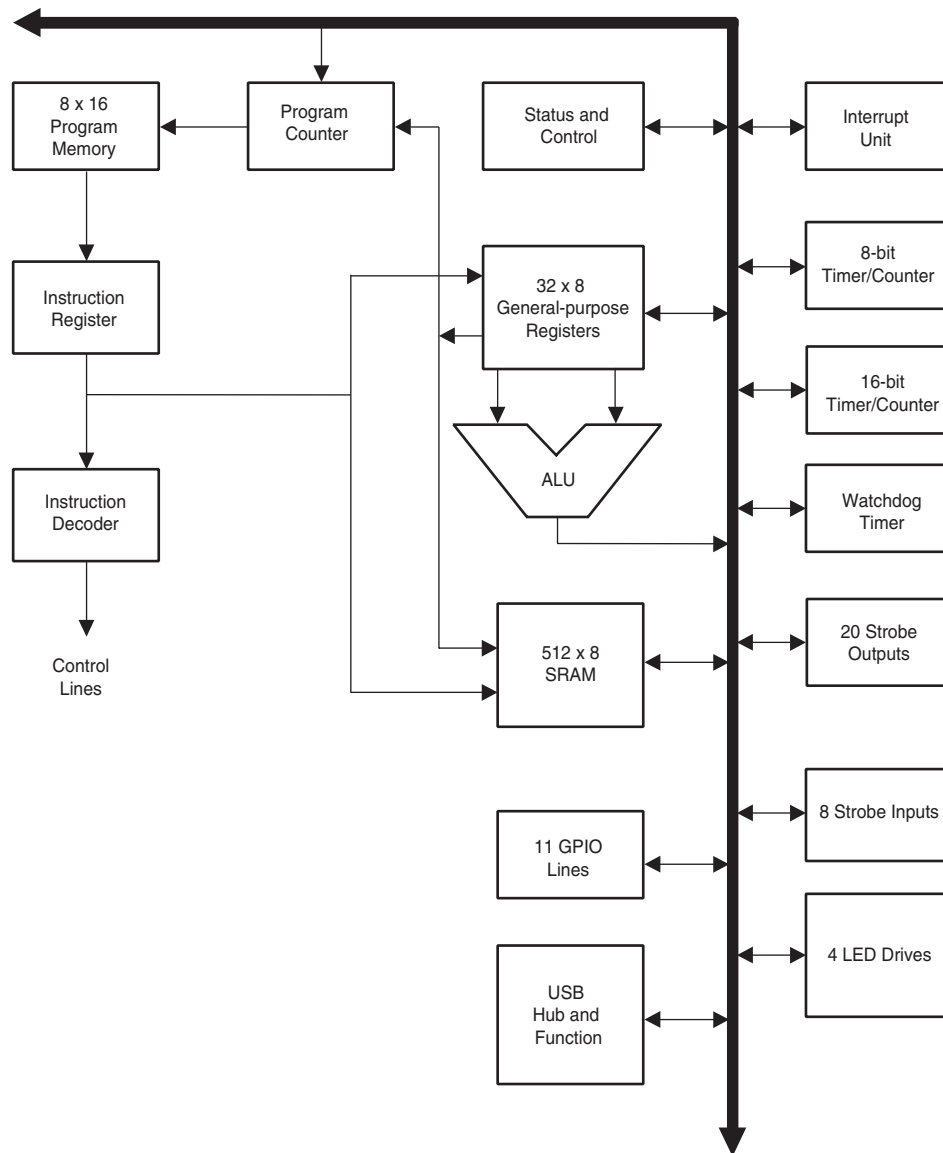 8 x 16
Program
Memory
Program
Counter
Status and
Control
Interrupt
Unit
Instruction
Register
32 x 8
General-purpose
Registers
8-bit
Timer/Counter
16-bit
Timer/Counter
ALU
Instruction
Decoder
Watchdog
Timer
Control
Lines
512 x 8
SRAM
20 Strobe
Outputs
11 GPIO
Lines
8 Strobe Inputs
USB
Hub and
Function
4 LED Drives